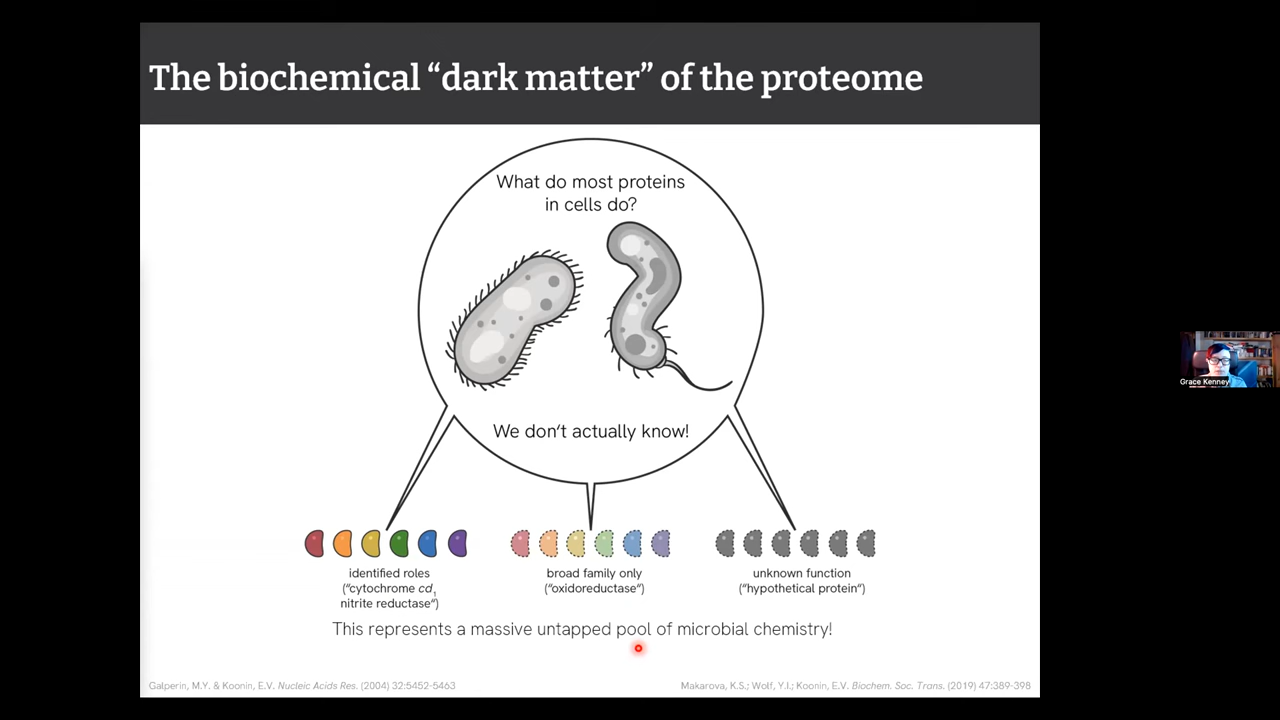 The biochemical “dark matter” of the proteome
What do most proteins
in cells do?
We don’t actually know!
identified roles
(“cytochrome cd1
nitrite reductase”)
broad family only
(“oxidoreductase”)
unknown function
(“hypothetical protein”)
This represents a massive untapped pool of microbial chemistry!
Galperin, M.Y. & Koonin, E.V. Nucleic Acids Res. (2004) 32:5452-5463
Makarova, K.S.; Wolf, Y.I.; Koonin, E.V. Biochem. Soc. Trans. (2019) 47:389-398
Grace Kenney